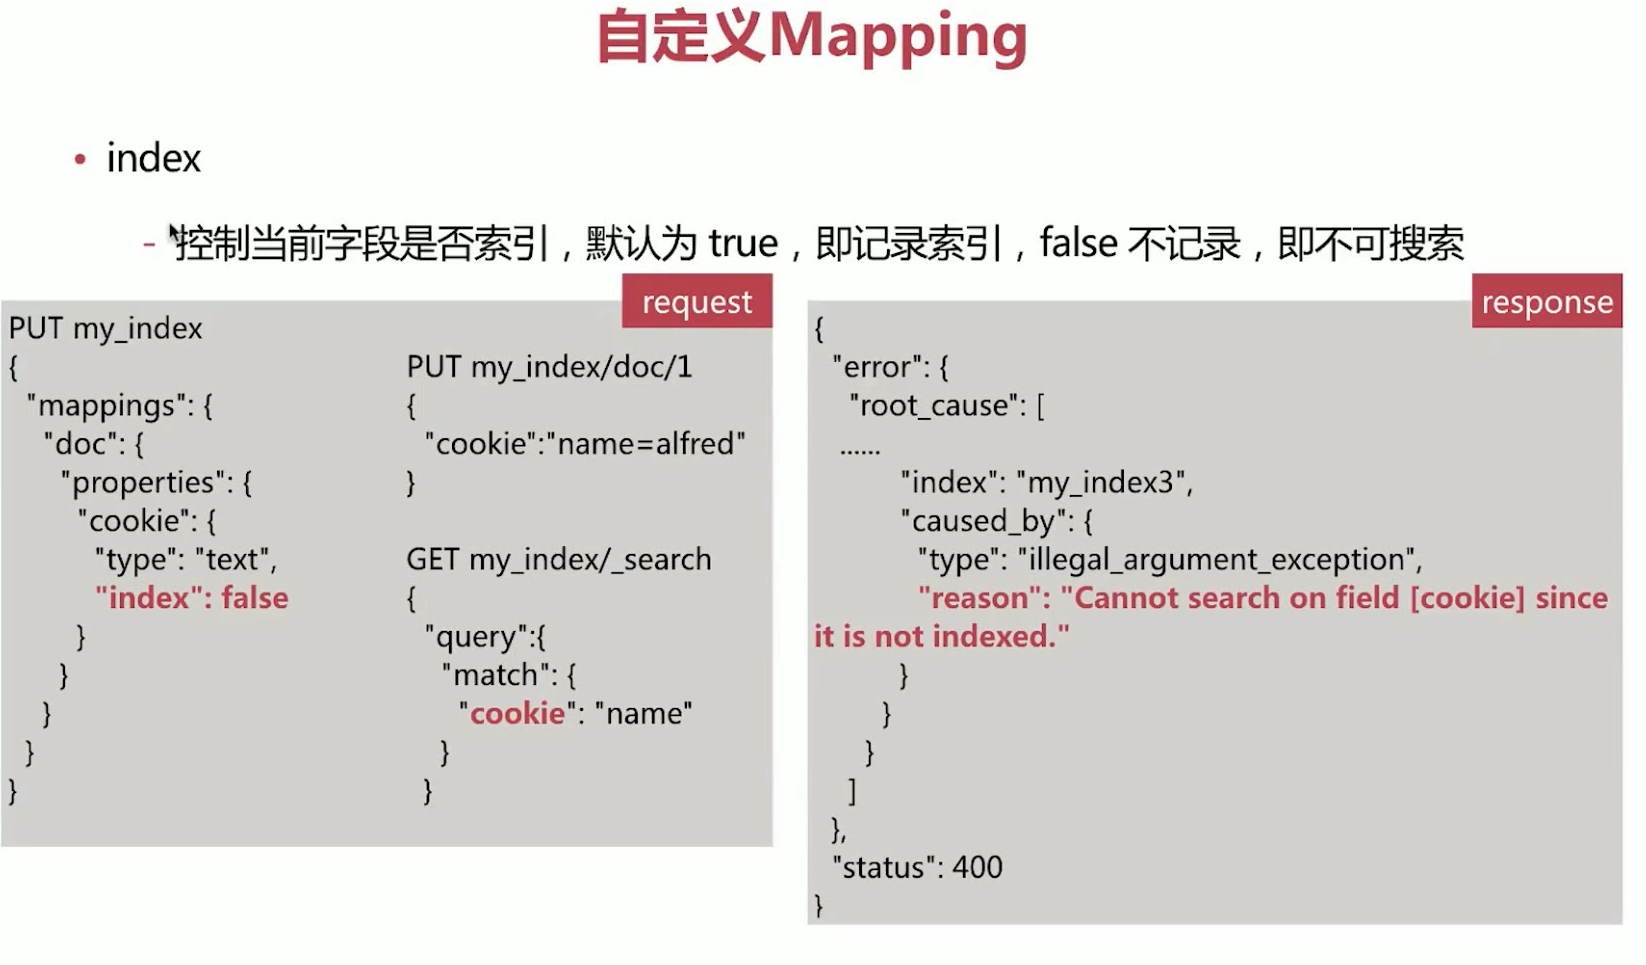 自定义Mapping
• index
- 控制当前字段是否索引，默认为 true，即记录索引，false 不记录，即不可搜索
request
PUT my_index
{
"mappings": {
"doc": {
"properties": {
"cookie": {
"type": "text",
"index": false
}
}
}
}
}
PUT my_index/doc/1
{
"cookie":"name=alfred"
}
GET my_index/_search
{
"query":{
"match": {
"cookie": "name"
}
}
response
{
"error": {
"root_cause": [
......
"index": "my_index3",
"caused_by": {
"type": "illegal_argument_exception",
"reason": "Cannot search on field [cookie] since
it is not indexed."
}
}
}
]
},
"status": 400
}